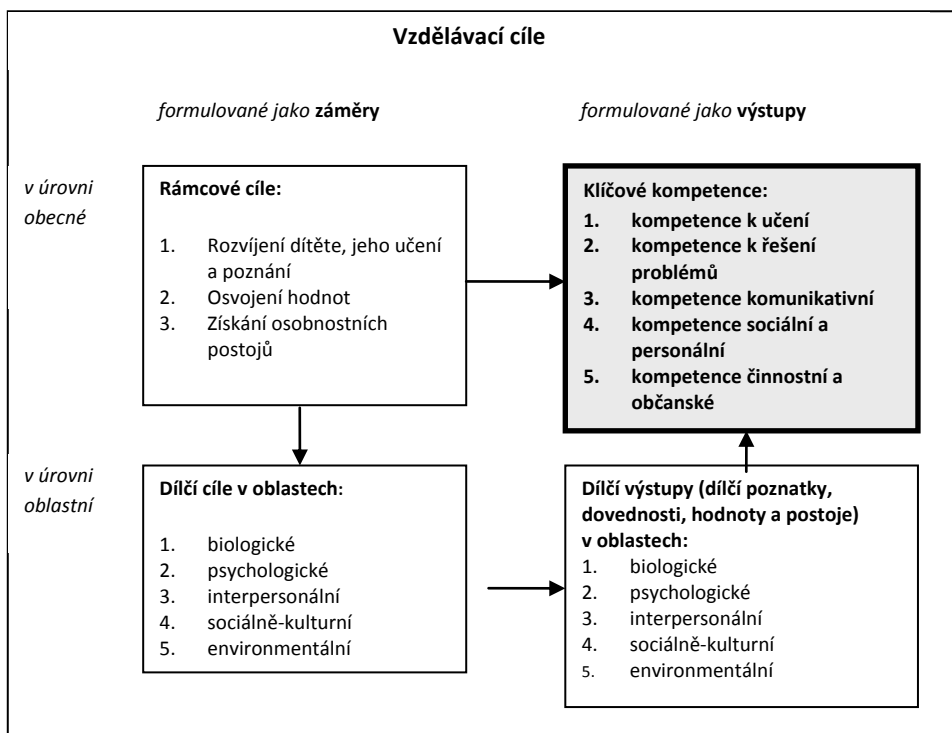 Vzdělávací cíle
formulované jako záměry
formulované jako výstupy
v úrovni
obecné
Rámcové cíle:
1. Rozvíjení dítěte, jeho učení
a poznání
2. Osvojení hodnot
3. Získání osobnostních
postojů
Klíčové kompetence:
1. kompetence k učení
2. kompetence k řešení
problémů
3. kompetence komunikativní
4. kompetence sociální a
personální
5. kompetence činnostní a
občanské
v úrovni
oblastní
Dílčí cíle v oblastech:
1. biologické
2. psychologické
3. interpersonální
4. sociálně-kulturní
5. environmentální
Dílčí výstupy (dílčí poznatky,
dovednosti, hodnoty a postoje)
v oblastech:
1. biologické
2. psychologické
3. interpersonální
4. sociálně-kulturní
5. environmentální